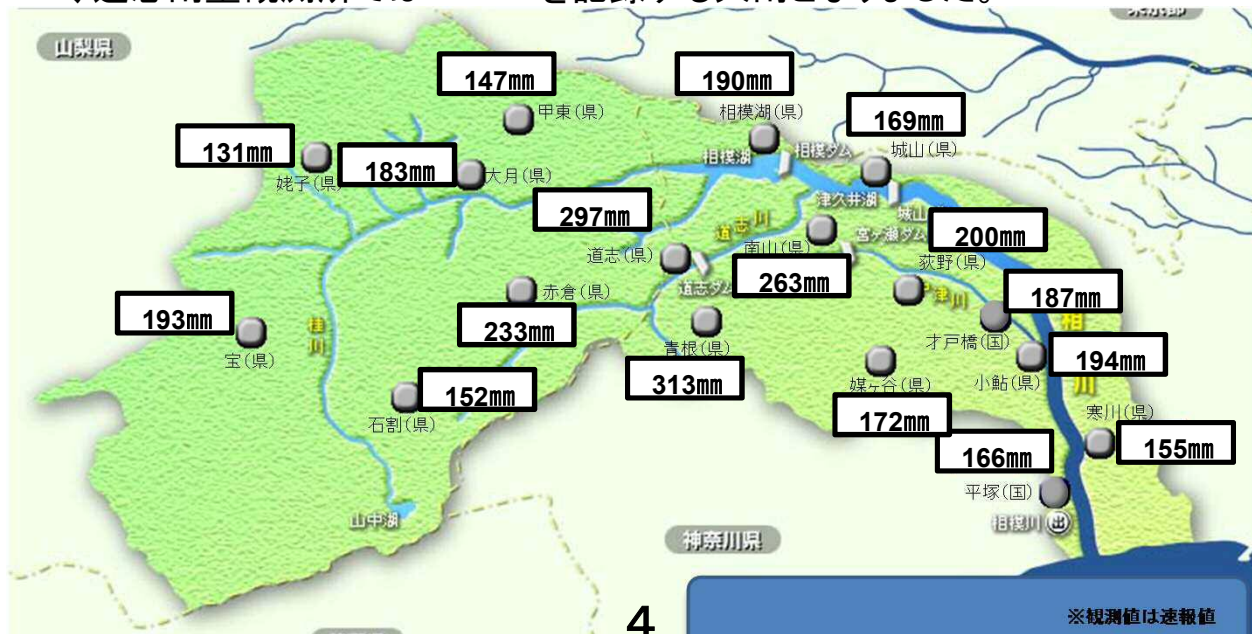 山梨県
147㎜
甲東(県)
190㎜
相模湖(県)
169㎜
城山(県)
131㎜
姥子(県)
183㎜
大月(県)
相模湖
相模ダム
津久井湖
城山
297㎜
道志川
道志(県)
南山(県)
宮ヶ瀬ダム
200㎜
荻野(県)
263㎜
道志ダム
赤倉(県)
233㎜
187㎜
才戸橋(国)
193㎜
宝(県)
桂川
青根(県)
313㎜
194㎜
小鮎(県)
媒ヶ谷(県)
172㎜
152㎜
石割(県)
寒川(県)
155㎜
166㎜
平塚(国)
相模川 出
山中湖
神奈川県
4
※観測値は速報値